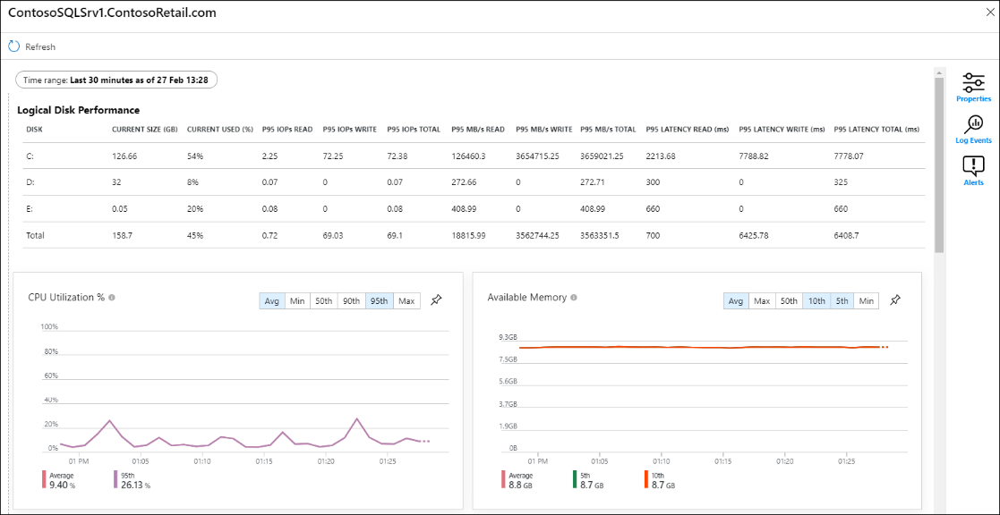 ContosoSQLSrv1.ContosoRetail.com
Refresh
Time range: Last 30 minutes as of 27 Feb 13:28
Properties
Log Events
Alerts
Logical Disk Performance
DISK CURRENT SIZE (GB) CURRENT USED (%) P95 IOPs READ P95 IOPs WRITE P95 IOPs TOTAL P95 MB/s READ P95 MB/s WRITE P95 MB/s TOTAL P95 LATENCY READ (ms) P95 LATENCY WRITE (ms) P95 LATENCY TOTAL (ms)
C: 126.66 54% 2.25 72.25 72.38 126460.3 3654715.25 3659021.25 2213.68 7788.82 7778.07
D: 32 8% 0.07 0 0.07 272.66 0 272.71 300 0 325
E: 0.05 20% 0.08 0 0.08 408.99 0 408.99 660 0 660
Total 158.7 45% 0.72 69.03 69.1 18815.99 3562744.25 3563351.5 700 6425.78 6408.7
CPU Utilization %
Avg Min 50th 90th 95th Max
100%
80%
60%
40%
20%
0%
01 PM 01:05 01:10 01:15 01:20 01:25
Average 95th
9.40 % 26.13 %
Available Memory
Avg Max 50th 10th 5th Min
9.3GB
7.5GB
5.6GB
3.7GB
1.9GB
0B
01 PM 01:05 01:10 01:15 01:20 01:25
Average 5th 10th
8.8 GB 8.7 GB 8.7 GB